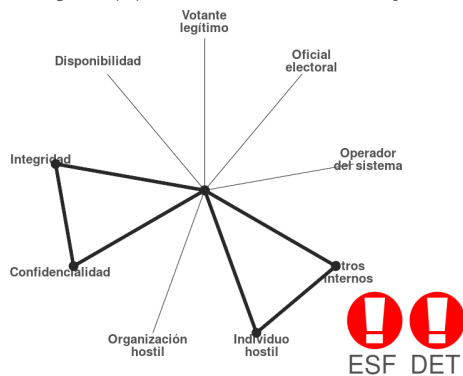 Votante
legítimo
Disponibilidad
Oficial
electoral
Integridad
Operador
del sistema
Confidencialidad
Otros
internos
Organización
hostil
Individuo
hostil
ESF DET